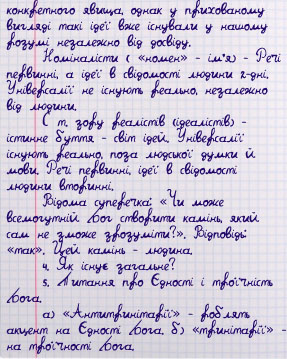 конкретного явища, однак у прихованому
вигляді такі ідеї вже існували у нашому
розумі незалежно від досвіду.
Номіналісти ( «номен» - ім'я) - Речі
первинні, а ідеї в свідомості людини 2-дні.
Універсалії не існують реально, незалежно
від людини.
С т. зору реалістів (ідеалістів) -
істинне буття - світ ідей. Універсалії
існують реально, поза людської думки й
мови. Речі первинні, ідеї в свідомості
людини вторинні.
Відома суперечка: «Чи може
всемогутній Бог створити камінь, який
сам не зможе зрозуміти?». Відповідь:
«так». Цей камінь - людина.
4. Як існує загальне?
5. Питання про Єдності і троїчність
Бога.
а) «Антитринітарії» - роблять
акцент на Єдності Бога. б) «тринітарії» -
на троїчності Бога.